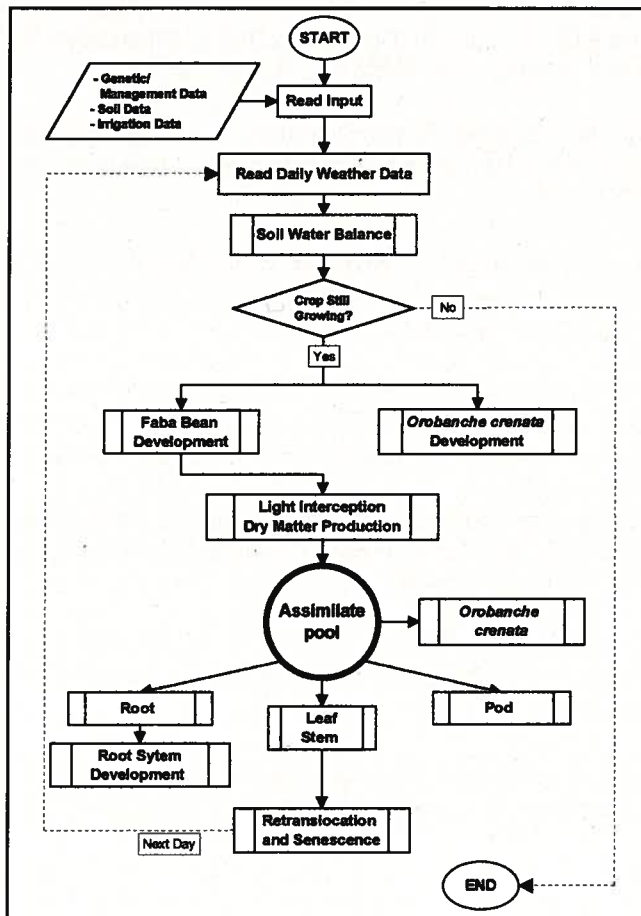 START
- Genetic/
Management Data
- Soil Data
- Irrigation Data
Read Input
Read Daily Weather Data
Soil Water Balance
Crop Still
Growing?
No
Yes
Faba Bean
Development
Orobanche crenata
Development
Light Interception
Dry Matter Production
Assimilate
pool
Orobanche
crenata
Root
Leaf
Stem
Pod
Root Sytem
Development
Retranslocation
and Senescence
Next Day
END